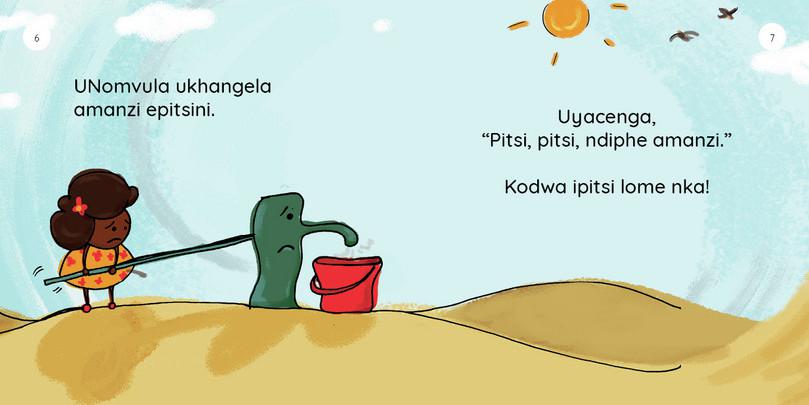 6
7
UNomvula ukhangela
amanzi epitsini.
Uyacenga,
“Pitsi, pitsi, ndiphe amanzi.”
Kodwa ipitsi lome nka!